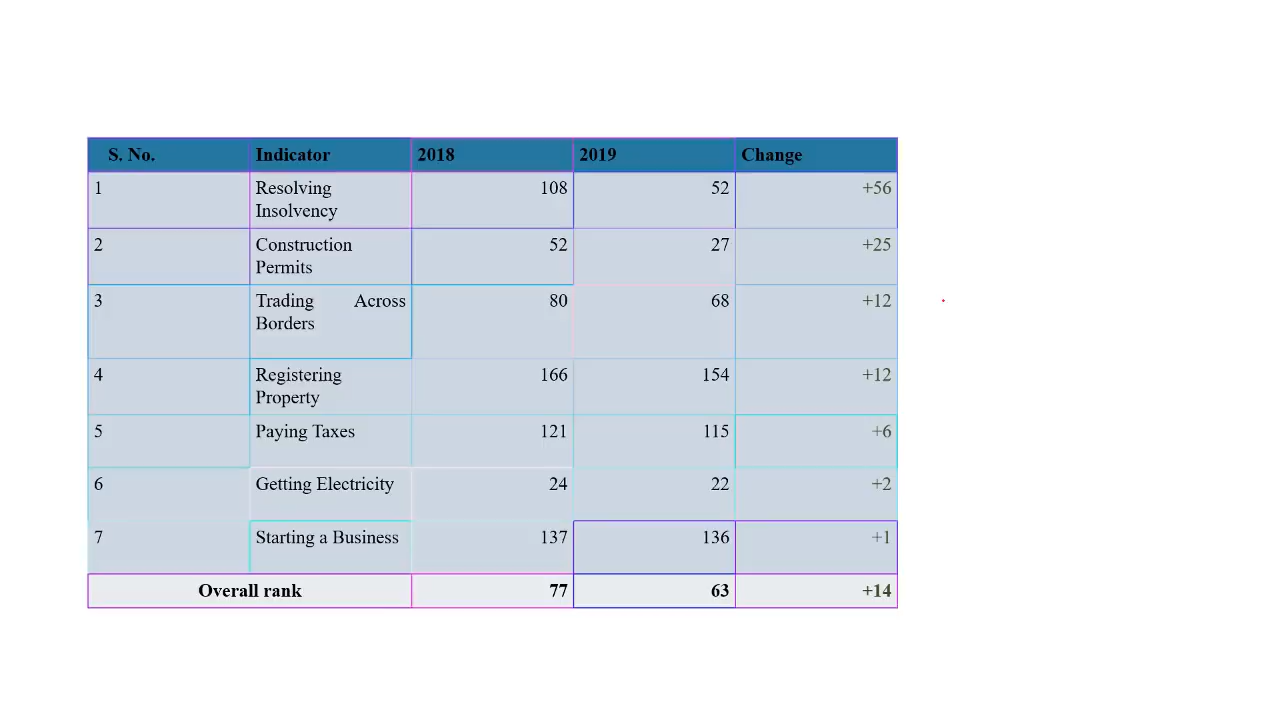 S. No. Indicator 2018 2019 Change
1 Resolving 108 52 +56
Insolvency
2 Construction 52 27 +25
Permits
3 Trading Across 80 68 +12
Borders
4 Registering 166 154 +12
Property
5 Paying Taxes 121 115 +6
6 Getting Electricity 24 22 +2
7 Starting a Business 137 136 +1
Overall rank 77 63 +14